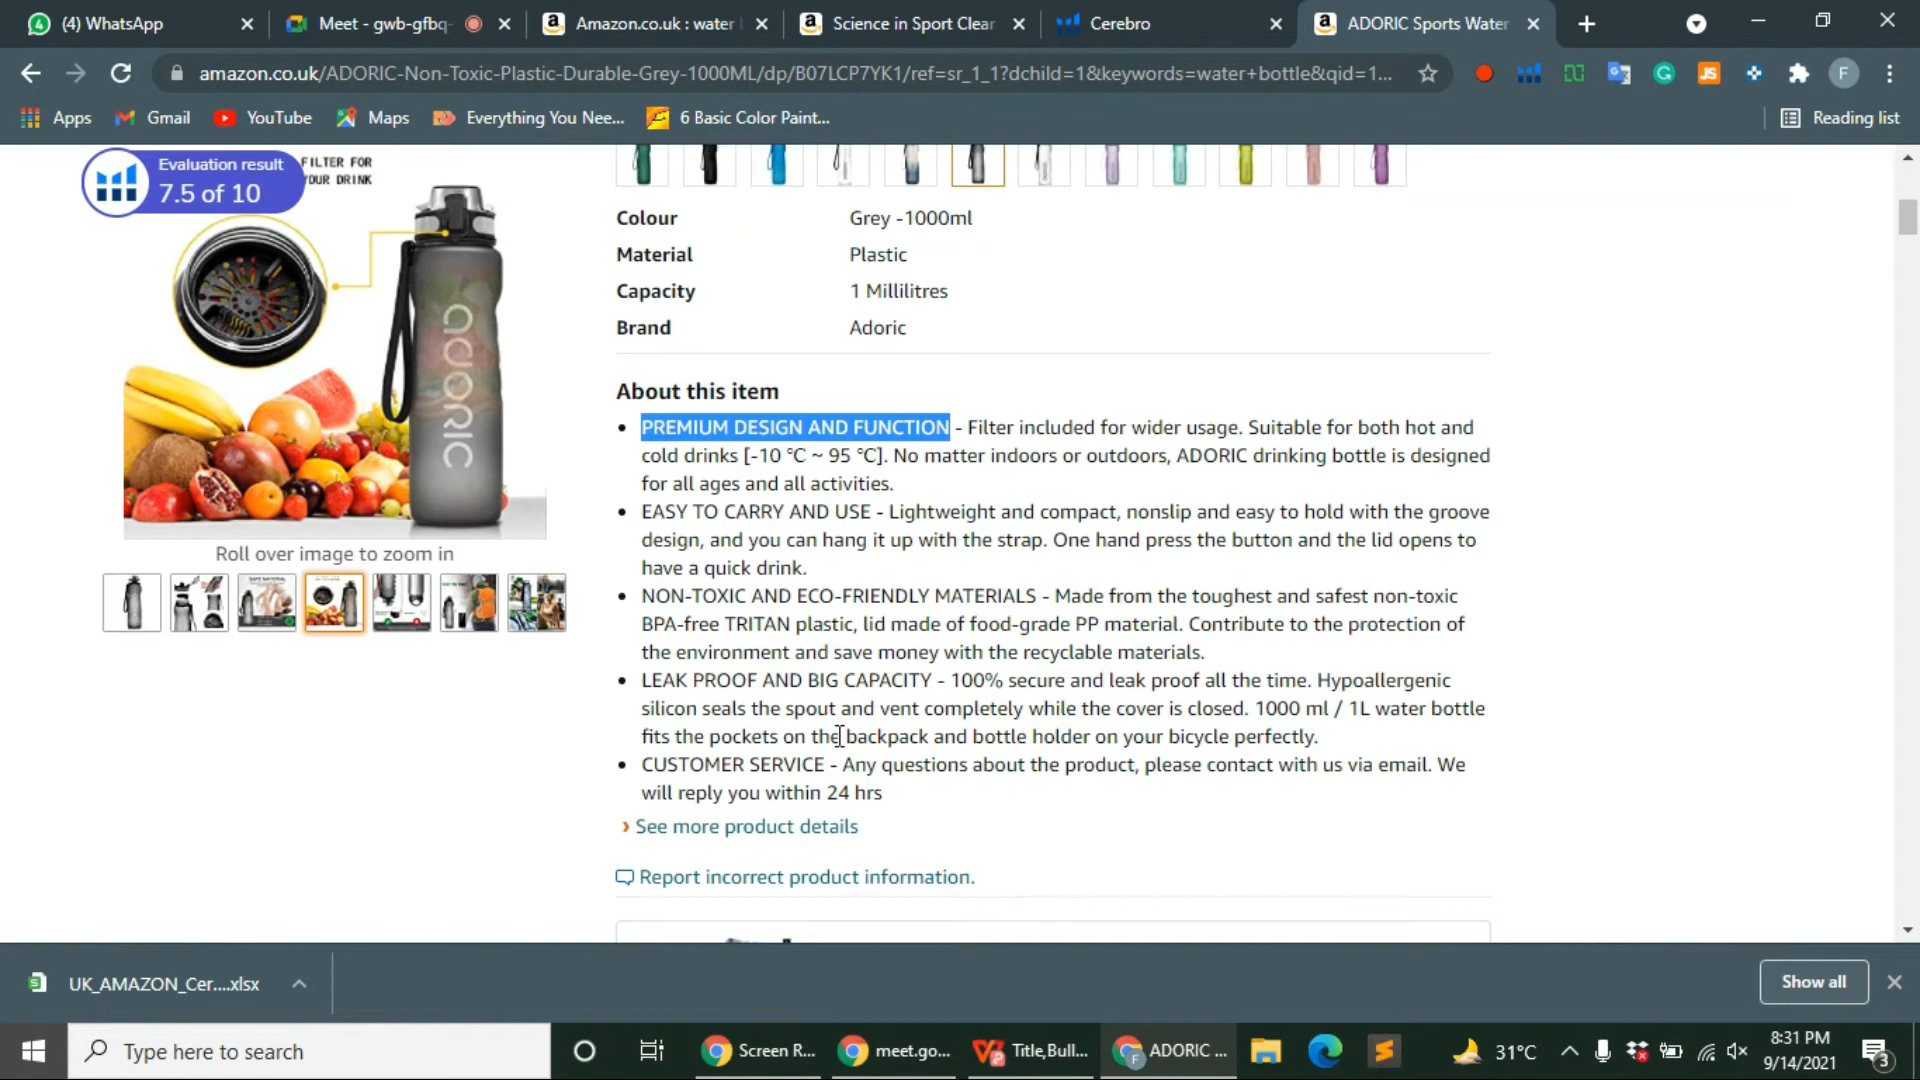 (4) WhatsApp
Meet - gwb-gfbq-
Amazon.co.uk : water
Science in Sport Clear
Cerebro
ADORIC Sports Water
amazon.co.uk/ADORIC-Non-Toxic-Plastic-Durable-Grey-1000ML/dp/B07LCP7YK1/ref=sr_1_1?dchild=1&keywords=water+bottle&qid=1...
F
Apps
Gmail
YouTube
Maps
Everything You Nee...
6 Basic Color Paint...
Reading list
Evaluation result
7.5 of 10
FILTER FOR
YOUR DRINK
adoric
Colour Grey -1000ml
Material Plastic
Capacity 1 Millilitres
Brand Adoric
About this item
PREMIUM DESIGN AND FUNCTION - Filter included for wider usage. Suitable for both hot and
cold drinks [-10 ℃ ~ 95 ℃]. No matter indoors or outdoors, ADORIC drinking bottle is designed
for all ages and all activities.
EASY TO CARRY AND USE - Lightweight and compact, nonslip and easy to hold with the groove
design, and you can hang it up with the strap. One hand press the button and the lid opens to
have a quick drink.
NON-TOXIC AND ECO-FRIENDLY MATERIALS - Made from the toughest and safest non-toxic
BPA-free TRITAN plastic, lid made of food-grade PP material. Contribute to the protection of
the environment and save money with the recyclable materials.
LEAK PROOF AND BIG CAPACITY - 100% secure and leak proof all the time. Hypoallergenic
silicon seals the spout and vent completely while the cover is closed. 1000 ml / 1L water bottle
fits the pockets on the backpack and bottle holder on your bicycle perfectly.
CUSTOMER SERVICE - Any questions about the product, please contact with us via email. We
will reply you within 24 hrs
See more product details
Report incorrect product information.
Roll over image to zoom in
UK_AMAZON_Cer....xlsx
Show all
Type here to search
Screen R...
meet.go...
Title,Bull...
ADORIC ...
31°C
8:31 PM
9/14/2021
3